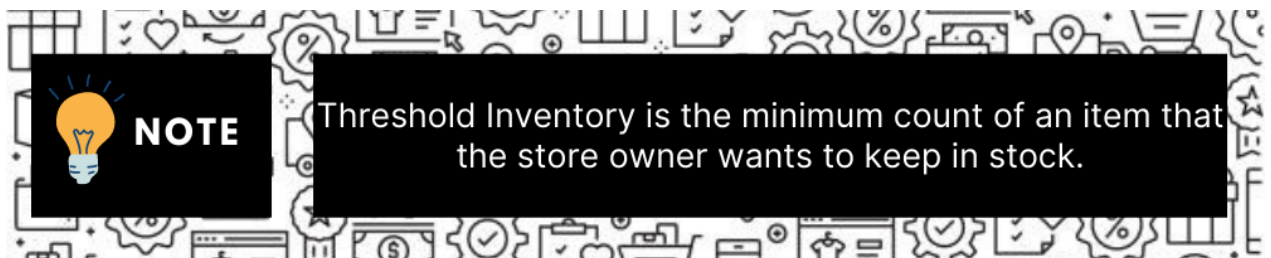 NOTE
Threshold Inventory is the minimum count of an item that
the store owner wants to keep in stock.